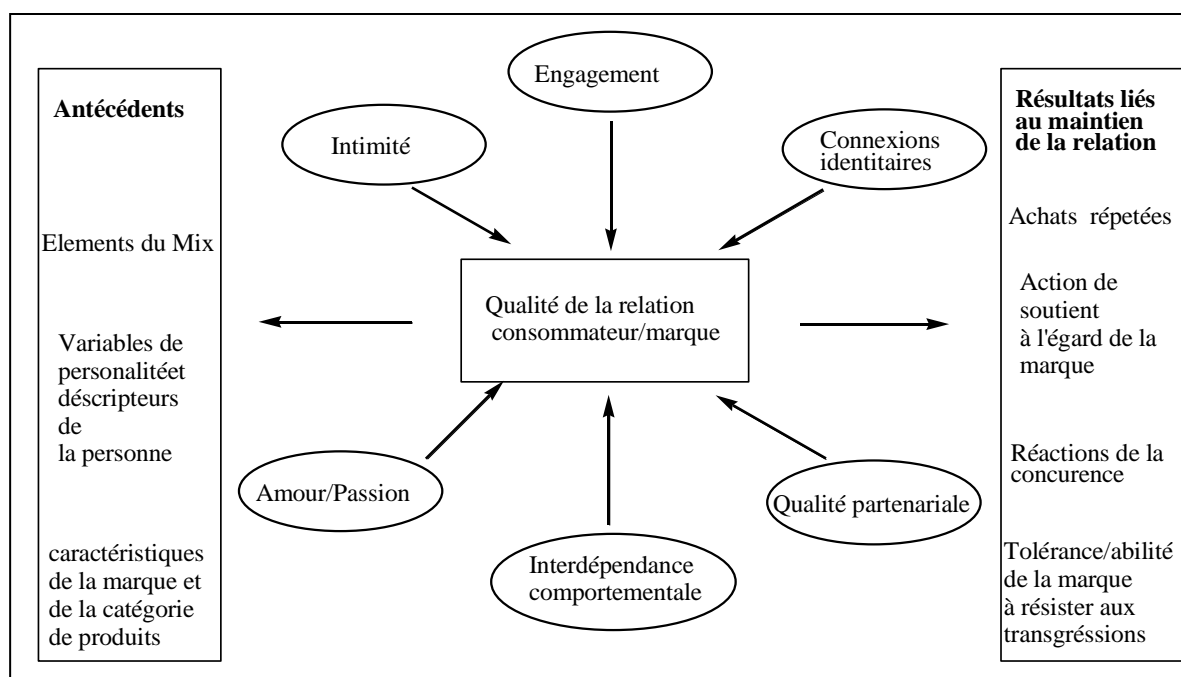 Antécédents
Elements du Mix
Variables de
personalitéet
déscripteurs
de
la personne
caractéristiques
de la marque et
de la catégorie
de produits
Engagement
Intimité
Connexions
identitaires
Qualité de la relation
consommateur/marque
Amour/Passion
Interdépendance
comportementale
Qualité partenariale
Résultats liés
au maintien
de la relation
Achats répetées
Action de
soutient
à l'égard de la
marque
Réactions de la
concurence
Tolérance/abilité
de la marque
à résister aux
transgréssions